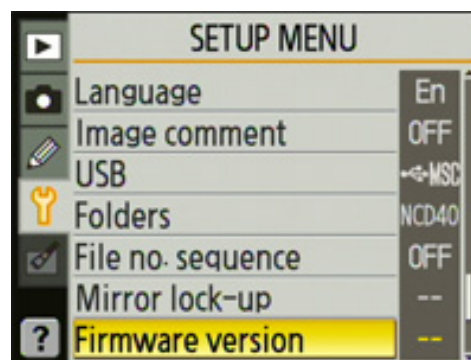 SETUP MENU
Language En
Image comment OFF
USB MSC
Folders NCD40
File no. sequence OFF
Mirror lock-up --
Firmware version --
?